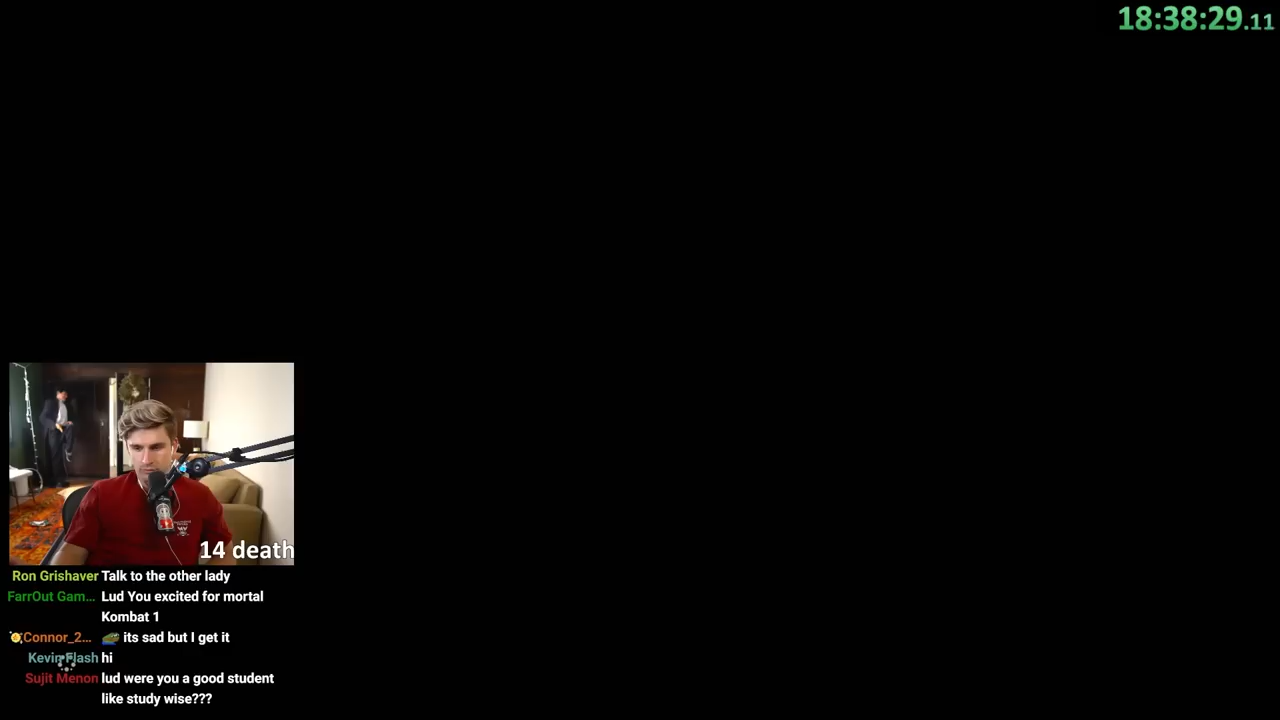 18:38:29.11
14 death
Ron Grishaver Talk to the other lady
FarrOut Gam... Lud You excited for mortal
Kombat 1
Connor_2... its sad but I get it
Kevin Flash hi
Sujit Menon lud were you a good student
like study wise???